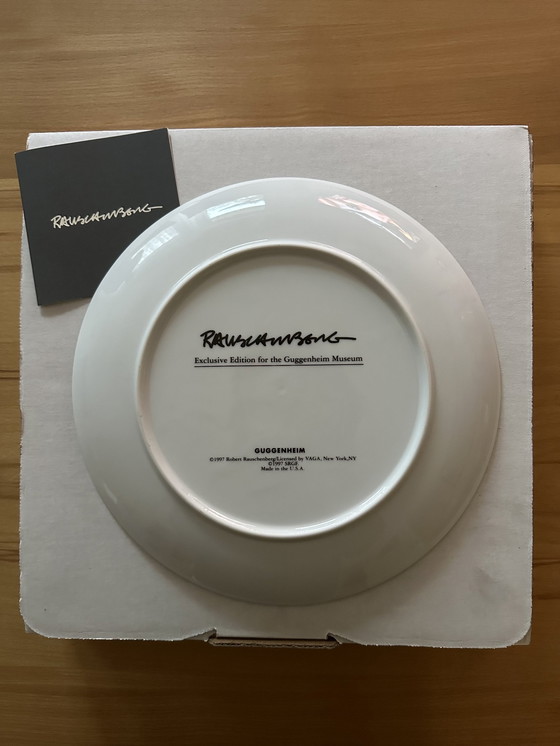 RAUSCHENBERG
RAUSCHENBERG
Exclusive Edition for the Guggenheim Museum
GUGGENHEIM
©1997 Robert Rauschenberg/Licensed by VAGA, New York,NY
©1997 SRGF
Made in the U.S.A